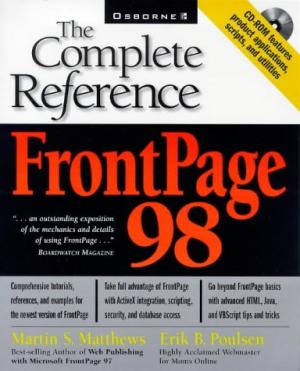 OSBORNE
CD-ROM features
product applications,
scripts, and utilities
The
Complete
Reference
FrontPage
98
"... an outstanding exposition
of the mechanics and details
of using FrontPage ..."
BOARDWATCH MAGAZINE
Comprehensive tutorials,
references, and examples for
the newest version of FrontPage
Take full advantage of FrontPage
with ActiveX integration, scripting,
security, and database access
Go beyond FrontPage basics
with advanced HTML, Java,
and VBScript tips and tricks
Martin S. Matthews
Best-selling Author of Web Publishing
with Microsoft FrontPage 97
Erik B. Poulsen
Highly Acclaimed Webmaster
for Moms Online